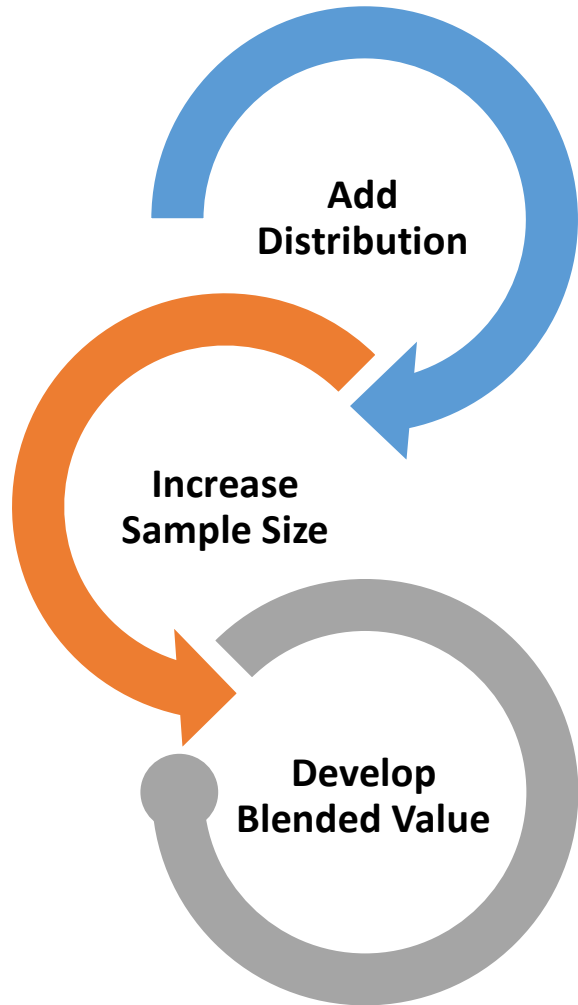 Add
Distribution
Increase
Sample Size
Develop
Blended Value